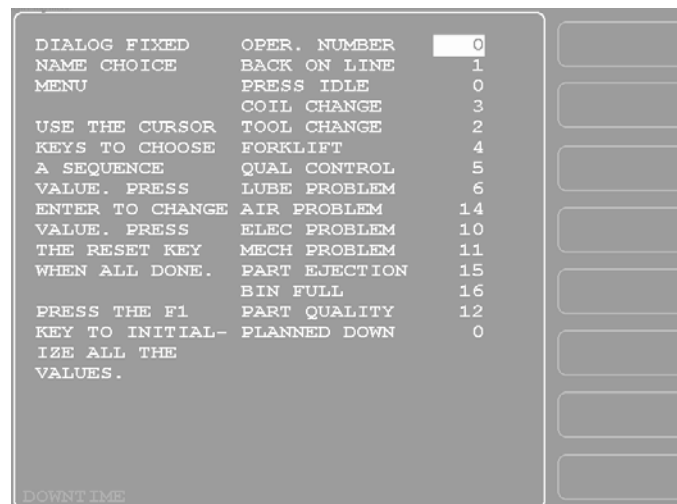 DIALOG FIXED OPER. NUMBER 0
NAME CHOICE BACK ON LINE 1
MENU PRESS IDLE 0
COIL CHANGE 3
USE THE CURSOR TOOL CHANGE 2
KEYS TO CHOOSE FORKLIFT 4
A SEQUENCE QUAL CONTROL 5
VALUE. PRESS LUBE PROBLEM 6
ENTER TO CHANGE AIR PROBLEM 14
VALUE. PRESS ELEC PROBLEM 10
THE RESET KEY MECH PROBLEM 11
WHEN ALL DONE. PART EJECTION 15
BIN FULL 16
PRESS THE F1 PART QUALITY 12
KEY TO INITIAL- PLANNED DOWN 0
IZE ALL THE
VALUES.
DOWNTIME